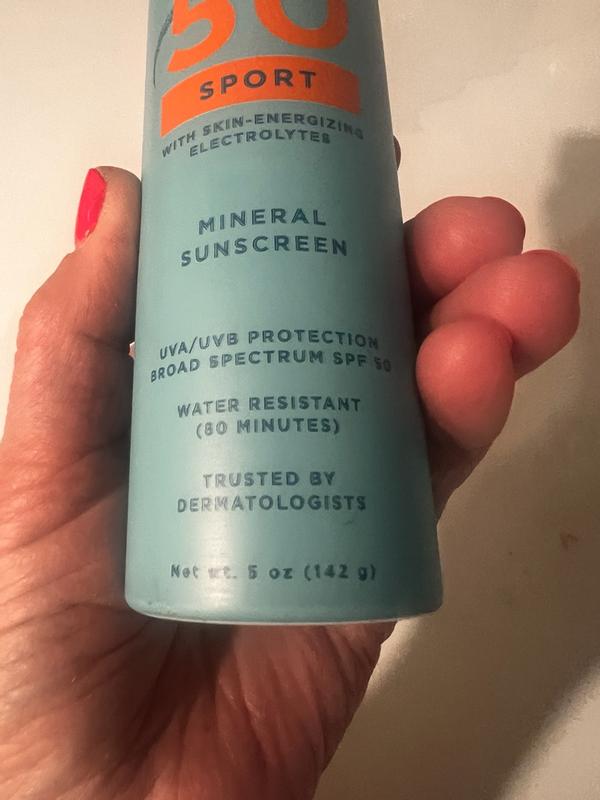 50
SPORT
WITH SKIN-ENERGIZING
ELECTROLYTES
MINERAL
SUNSCREEN
UVA/UVB PROTECTION
BROAD SPECTRUM SPF 50
WATER RESISTANT
(80 MINUTES)
TRUSTED BY
DERMATOLOGISTS
Net wt. 5 oz (142 g)